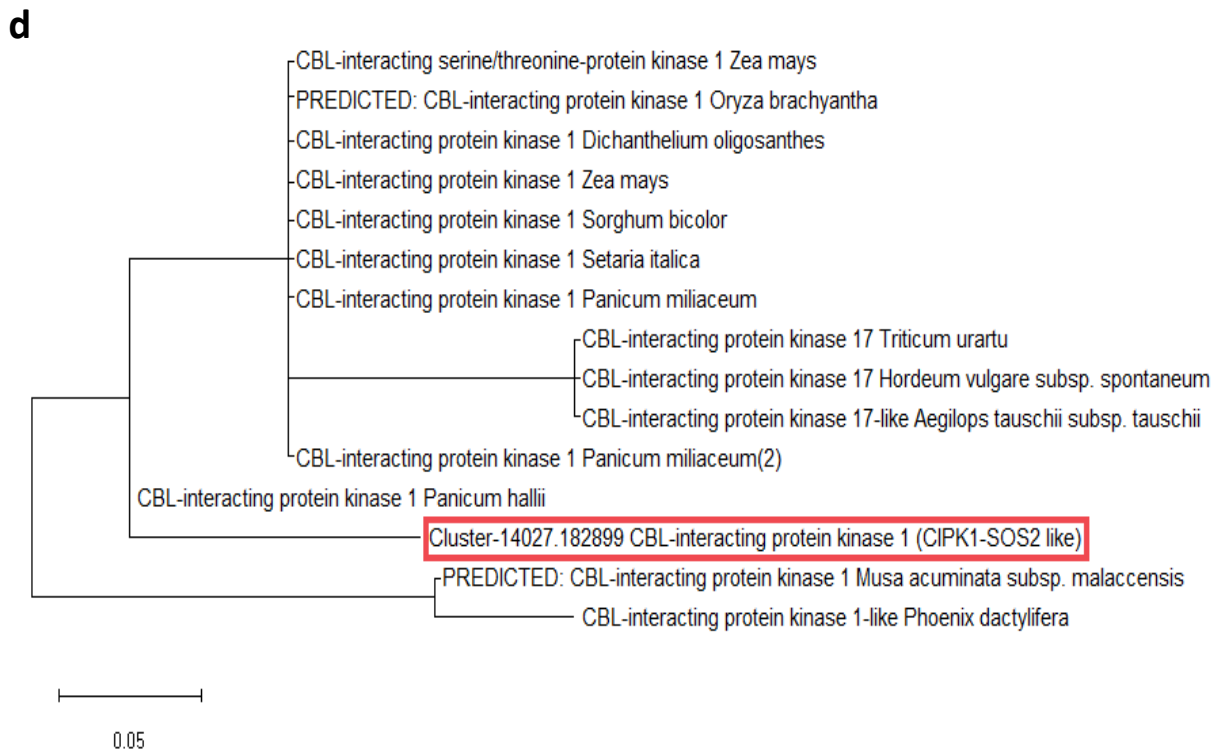 d
CBL-interacting serine/threonine-protein kinase 1 Zea mays
PREDICTED: CBL-interacting protein kinase 1 Oryza brachyantha
CBL-interacting protein kinase 1 Dichanthelium oligosanthes
CBL-interacting protein kinase 1 Zea mays
CBL-interacting protein kinase 1 Sorghum bicolor
CBL-interacting protein kinase 1 Setaria italica
CBL-interacting protein kinase 1 Panicum miliaceum
CBL-interacting protein kinase 17 Triticum urartu
CBL-interacting protein kinase 17 Hordeum vulgare subsp. spontaneum
CBL-interacting protein kinase 17-like Aegilops tauschii subsp. tauschii
CBL-interacting protein kinase 1 Panicum miliaceum(2)
CBL-interacting protein kinase 1 Panicum hallii
Cluster-14027.182899 CBL-interacting protein kinase 1 (CIPK1-SOS2 like)
PREDICTED: CBL-interacting protein kinase 1 Musa acuminata subsp. malaccensis
CBL-interacting protein kinase 1-like Phoenix dactylifera
0.05